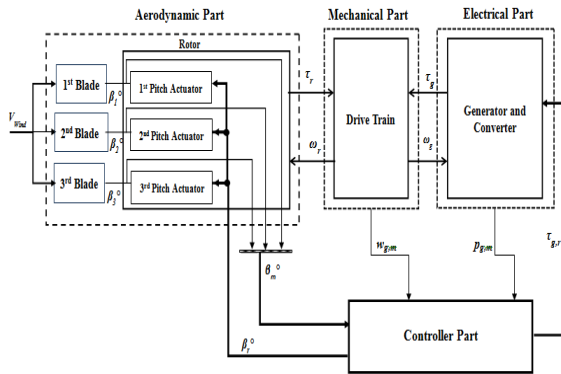 Aerodynamic Part
Mechanical Part
Electrical Part
Rotor
1st Blade
β1°
1st Pitch Actuator
Vwind
2nd Blade
β2°
2nd Pitch Actuator
3rd Blade
β3°
3rd Pitch Actuator
τr
ωr
Drive Train
τg
ωg
Generator and
Converter
θm°
wg,m
pg,m
τg,r
βr°
Controller Part